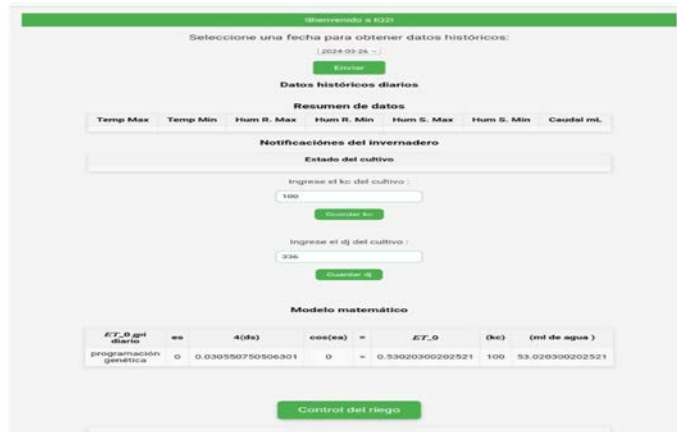 ¡Bienvenido a IQ2!
Seleccione una fecha para obtener datos históricos:
2024-03-26
Enviar
Datos históricos diarios
Resumen de datos
Temp Max Temp Min Hum R. Max Hum R. Min Hum S. Max Hum S. Min Caudal mL
Notificaciónes del invernadero
Estado del cultivo
Ingrese el kc del cultivo :
100
Guardar kc
Ingrese el dj del cultivo :
336
Guardar dj
Modelo matemático
ET_0 gpi diario es 4(ds) cos(ea) = ET_0 (kc) (ml de agua )
programación genética 0 0.030550750506301 0 = 0.53020300202521 100 53.020300202521
Control del riego